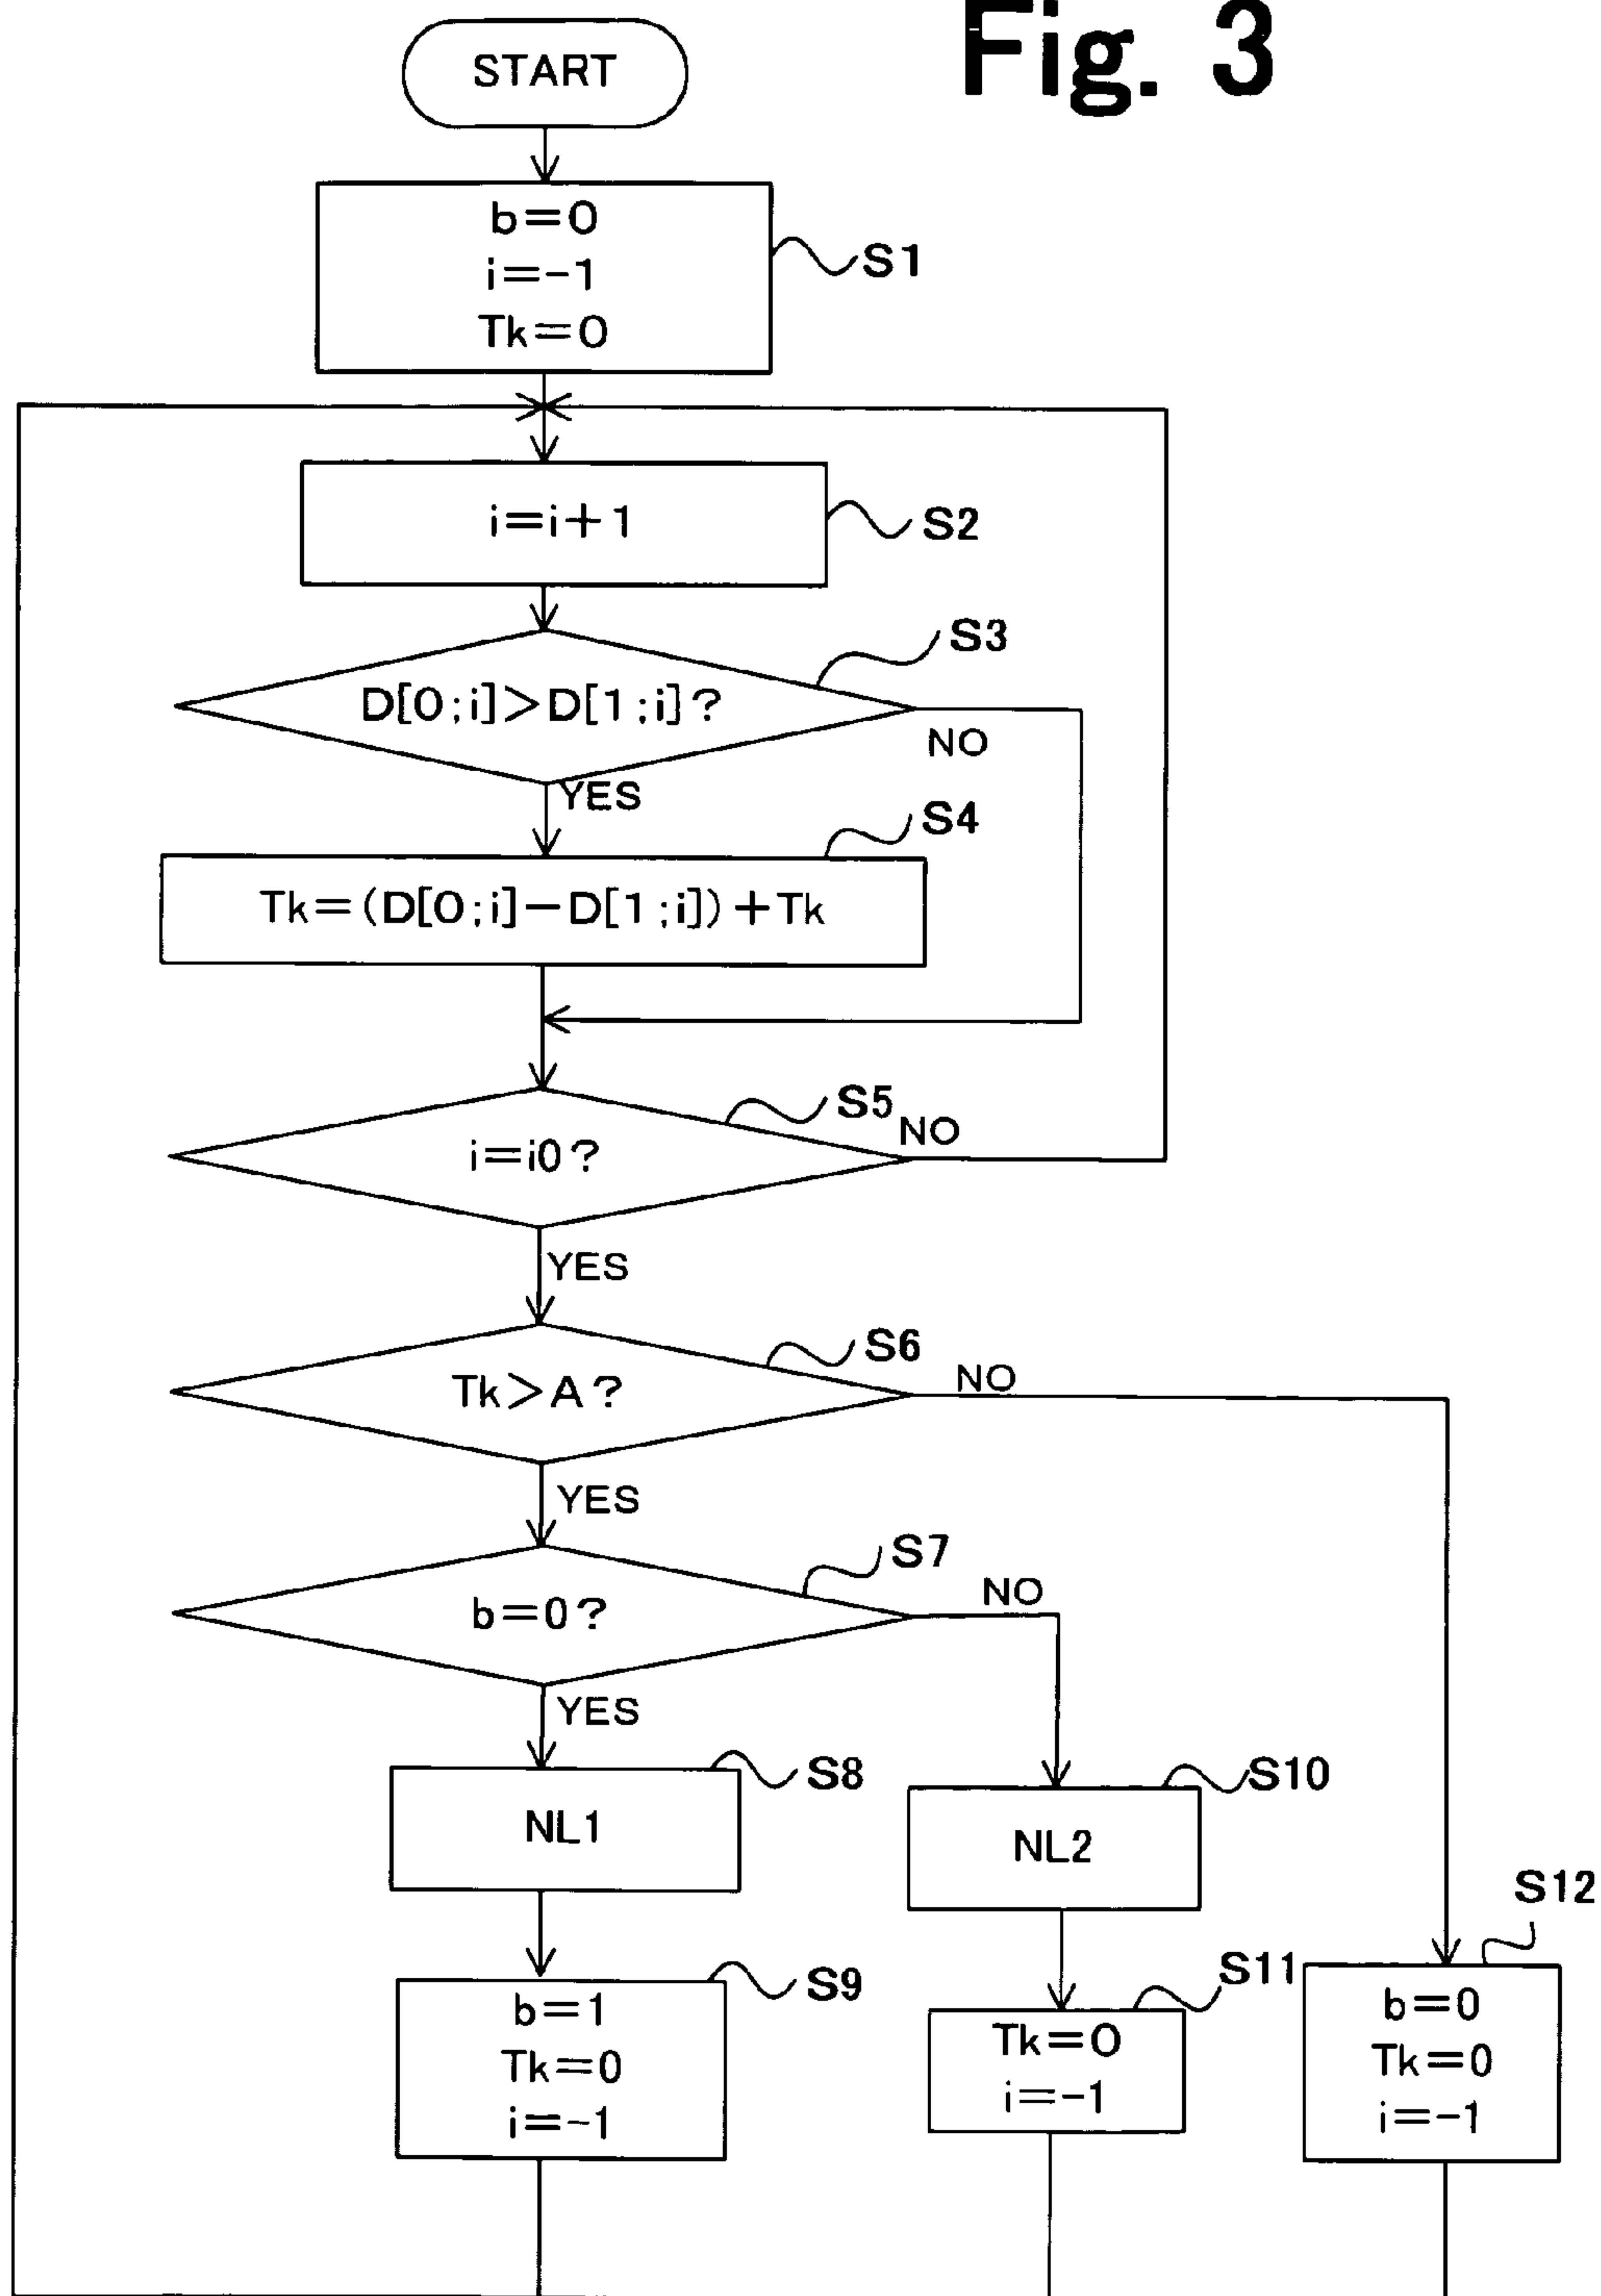 Fig. 3
START
b=0
i=-1
Tk=0
S1
i=i+1
S2
S3
D[0;i]>D[1;i]?
NO
YES
S4
Tk=(D[0;i]-D[1;i])+Tk
S5
NO
i=i0?
YES
S6
NO
Tk>A?
YES
S7
NO
b=0?
YES
S8
NL1
S10
NL2
S12
S9
b=1
Tk=0
i=-1
S11
Tk=0
i=-1
b=0
Tk=0
i=-1